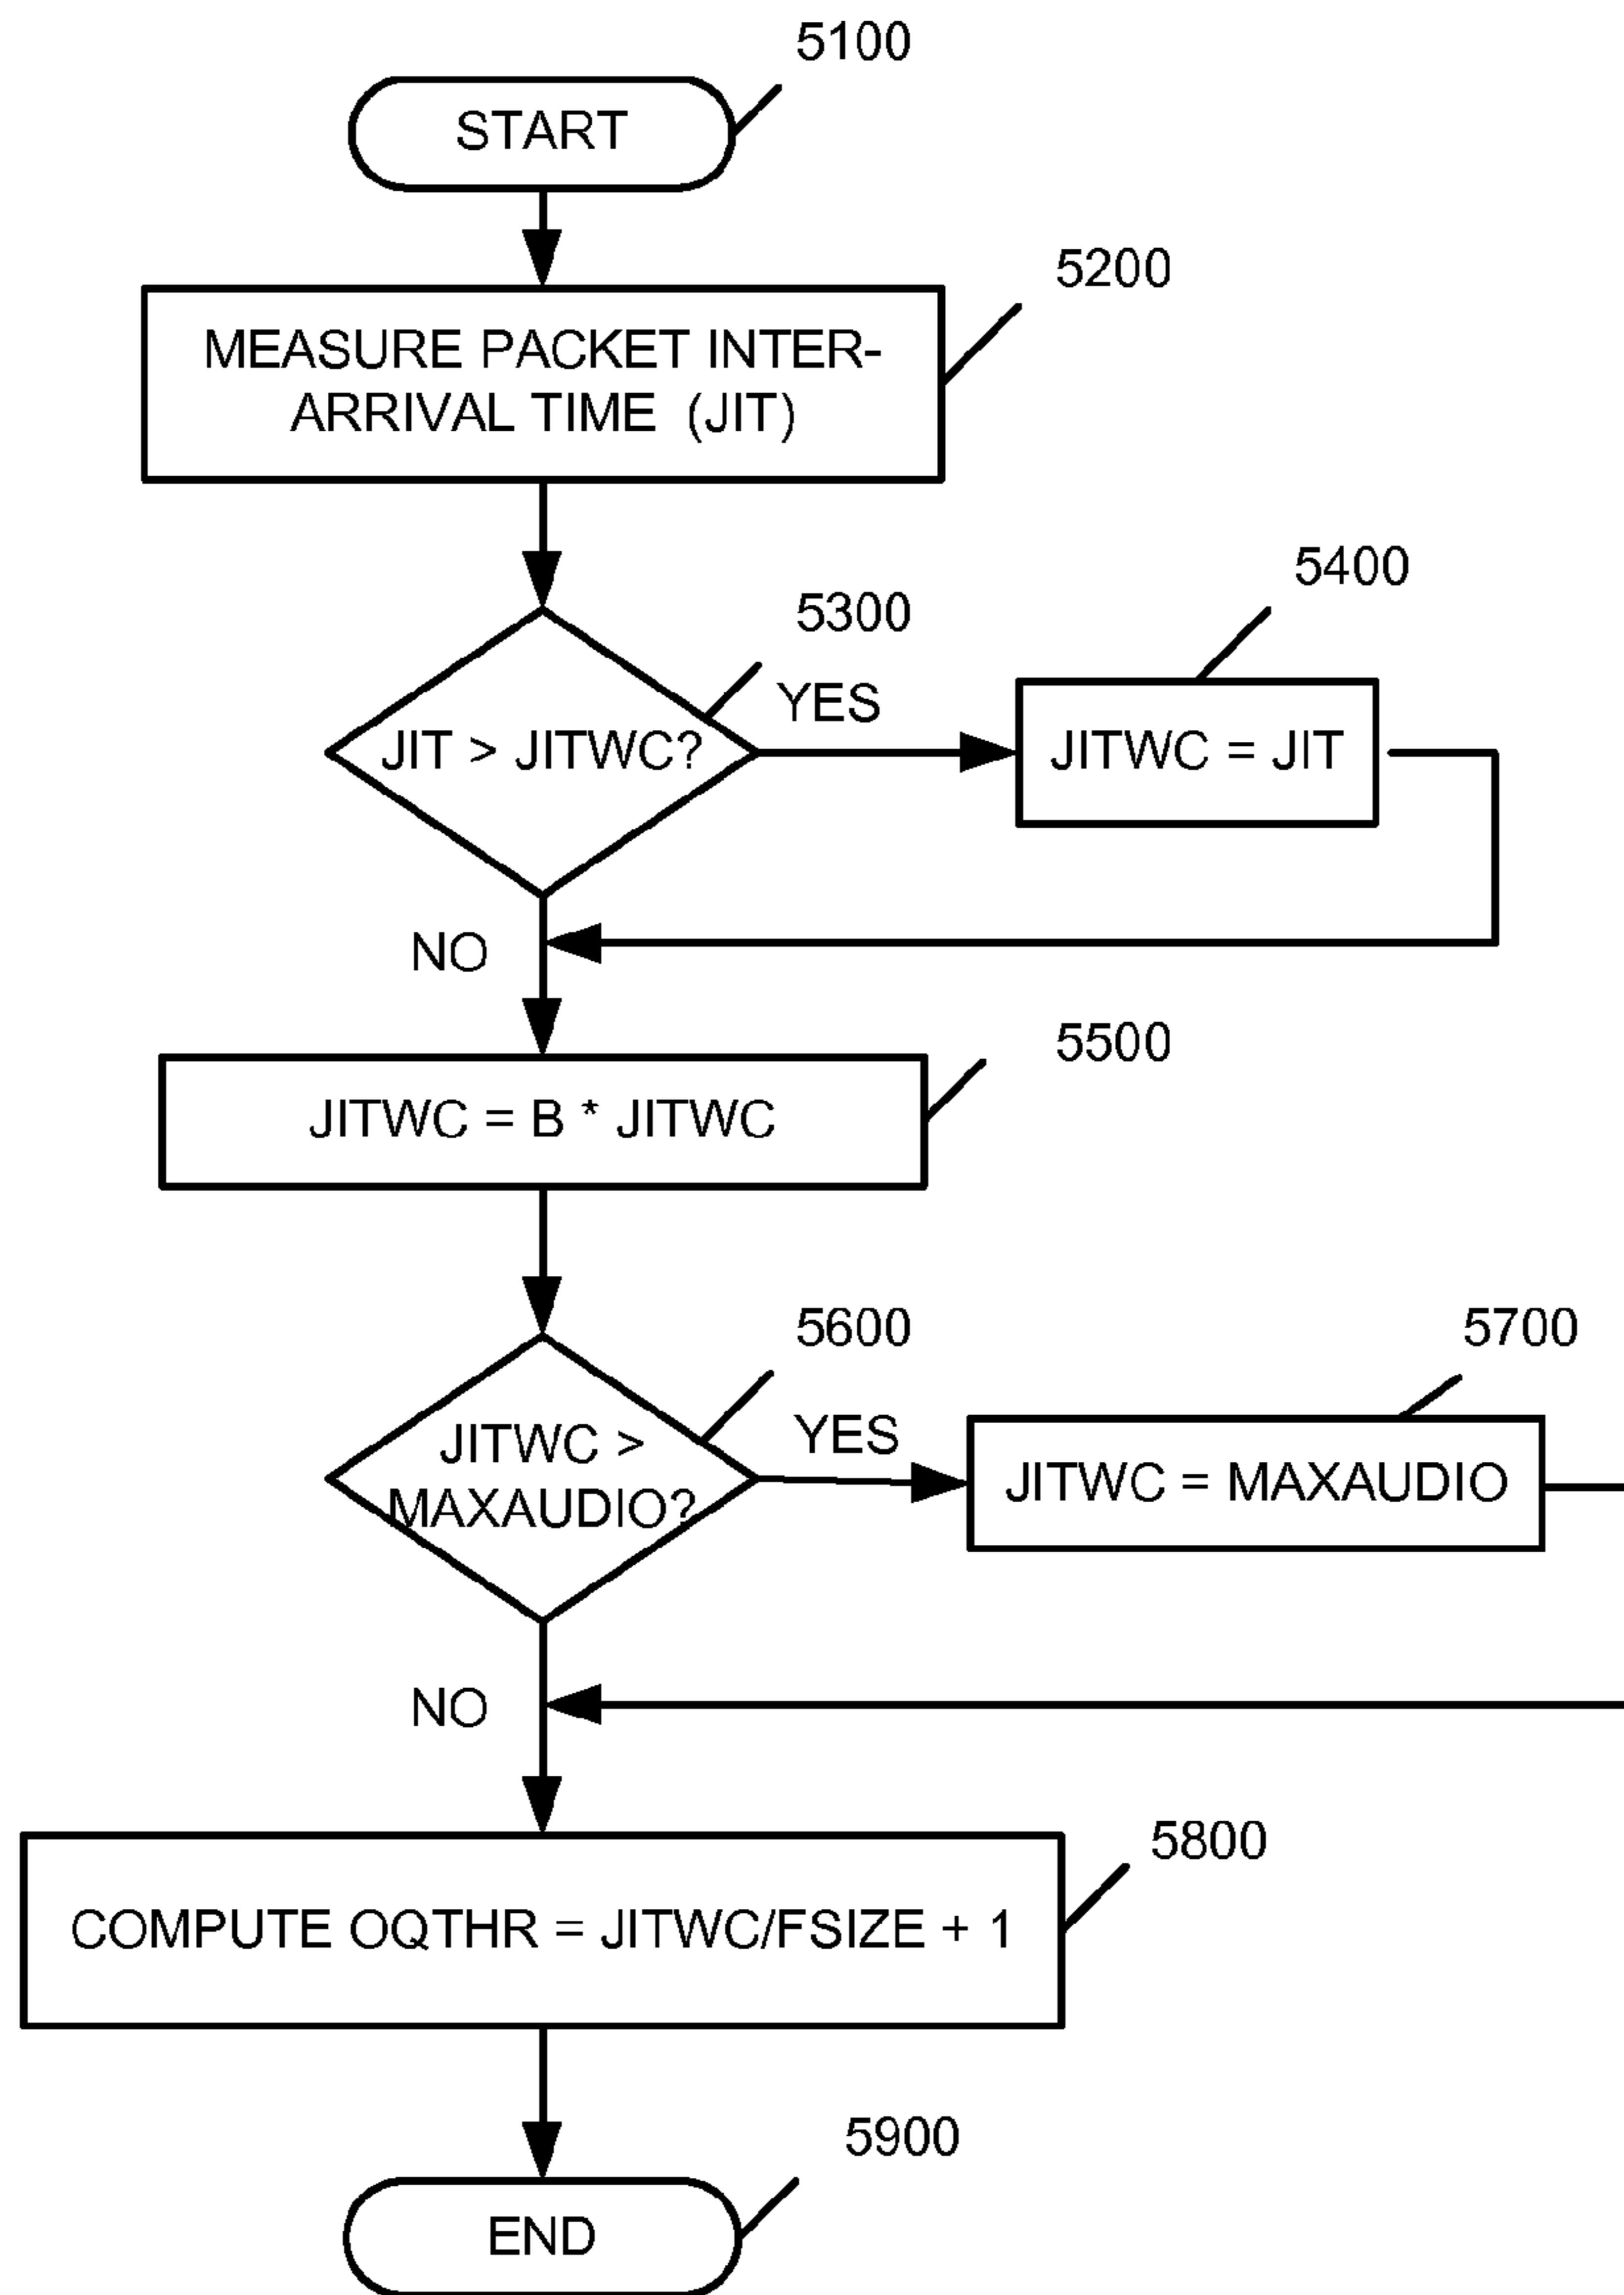 5100
START
5200
MEASURE PACKET INTER-
ARRIVAL TIME (JIT)
5300
5400
YES
JIT > JITWC?
JITWC = JIT
NO
5500
JITWC = B * JITWC
5600
5700
YES
JITWC >
MAXAUDIO?
JITWC = MAXAUDIO
NO
5800
COMPUTE OQTHR = JITWC/FSIZE + 1
5900
END